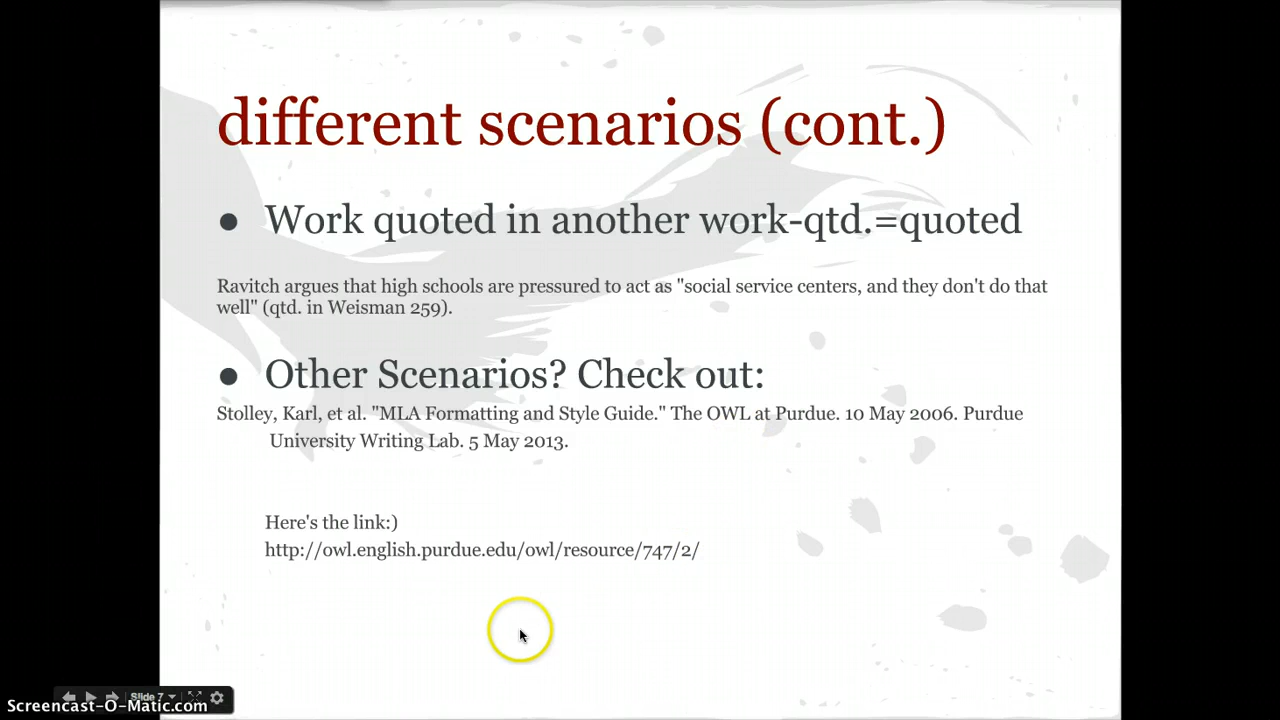 different scenarios (cont.)
● Work quoted in another work-qtd.=quoted
Ravitch argues that high schools are pressured to act as "social service centers, and they don't do that
well" (qtd. in Weisman 259).
● Other Scenarios? Check out:
Stolley, Karl, et al. "MLA Formatting and Style Guide." The OWL at Purdue. 10 May 2006. Purdue
University Writing Lab. 5 May 2013.
Here's the link:)
http://owl.english.purdue.edu/owl/resource/747/2/
Slide 7
Screencast-O-Matic.com